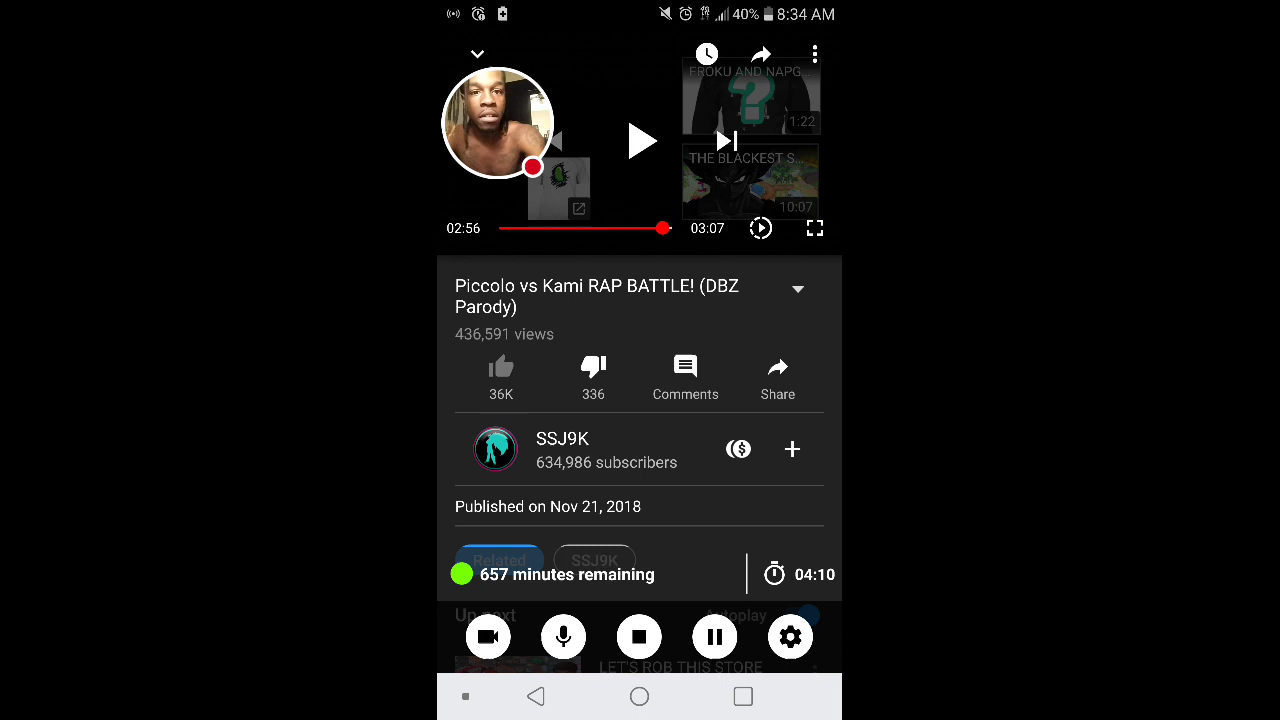 40% 8:34 AM
FROKU AND NAPG...
1:22
THE BLACKEST S...
10:07
02:56 03:07
Piccolo vs Kami RAP BATTLE! (DBZ
Parody)
436,591 views
36K 336 Comments Share
SSJ9K
634,986 subscribers
Published on Nov 21, 2018
Related SSJ9K
657 minutes remaining 04:10
Up next Autoplay
LET'S ROB THIS STORE